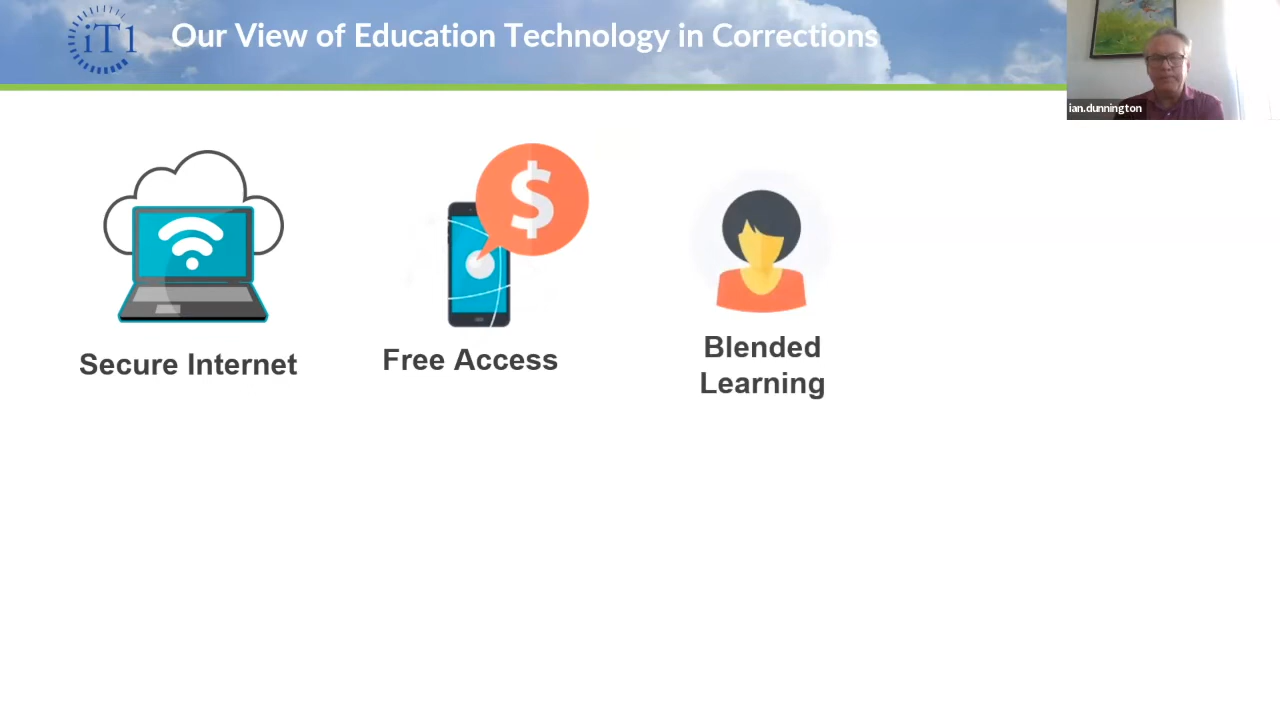 iT1
Our View of Education Technology in Corrections
ian.dunnington
$
Secure Internet
Free Access
Blended
Learning